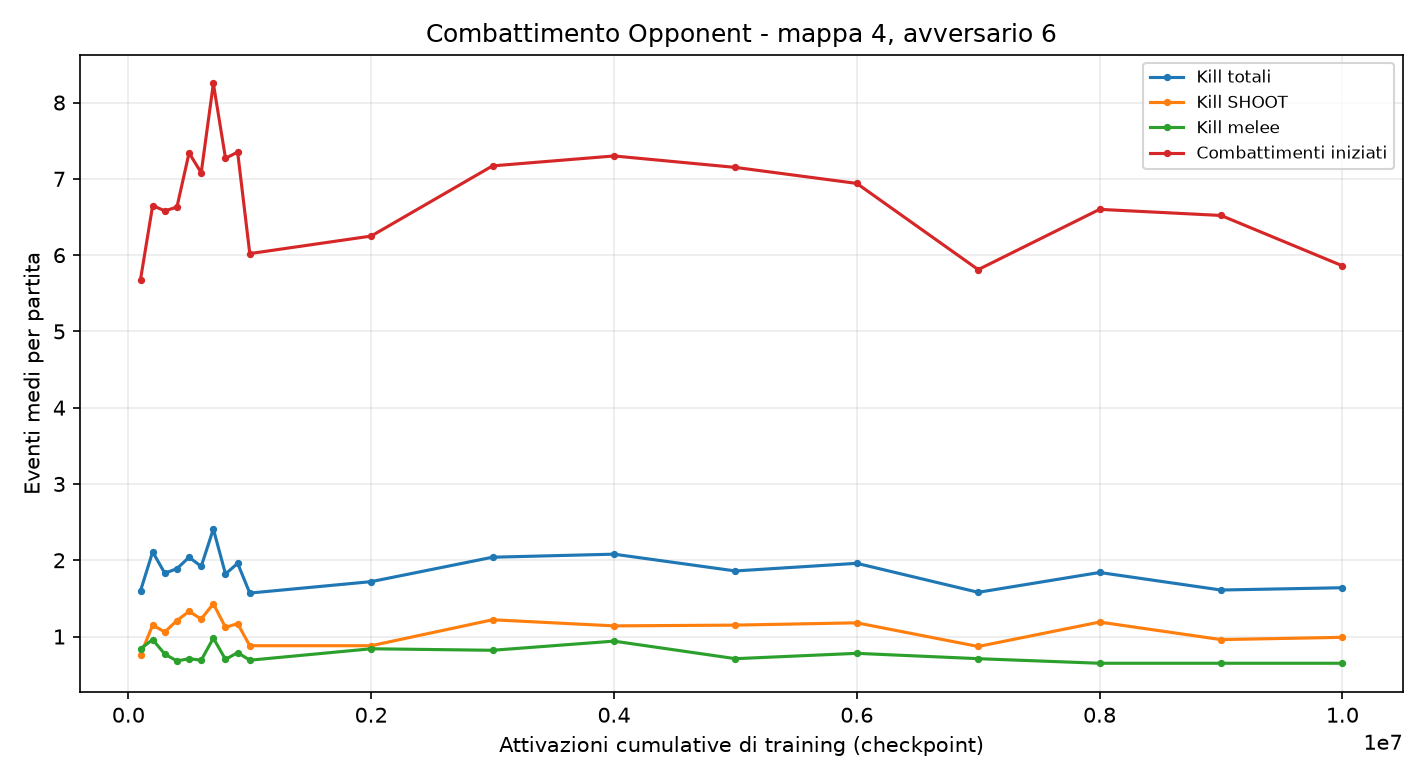 Combattimento Opponent - mappa 4, avversario 6
Kill totali
Kill SHOOT
Kill melee
Combattimenti iniziati
Eventi medi per partita
8
7
6
5
4
3
2
1
0.0
0.2
0.4
0.6
0.8
1.0
1e7
Attivazioni cumulative di training (checkpoint)